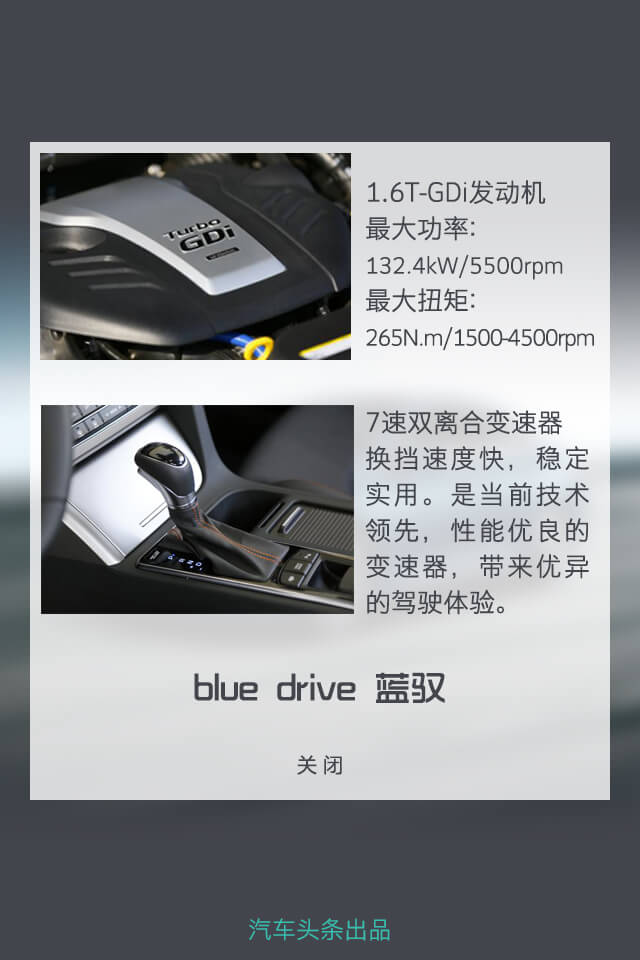 Turbo
GDi
1.6T-GDi发动机
最大功率:
132.4kW/5500rpm
最大扭矩:
265N.m/1500-4500rpm
7速双离合变速器
换挡速度快，稳定
实用。是当前技术
领先，性能优良的
变速器，带来优异
的驾驶体验。
blue drive 蓝驭
关闭
汽车头条出品